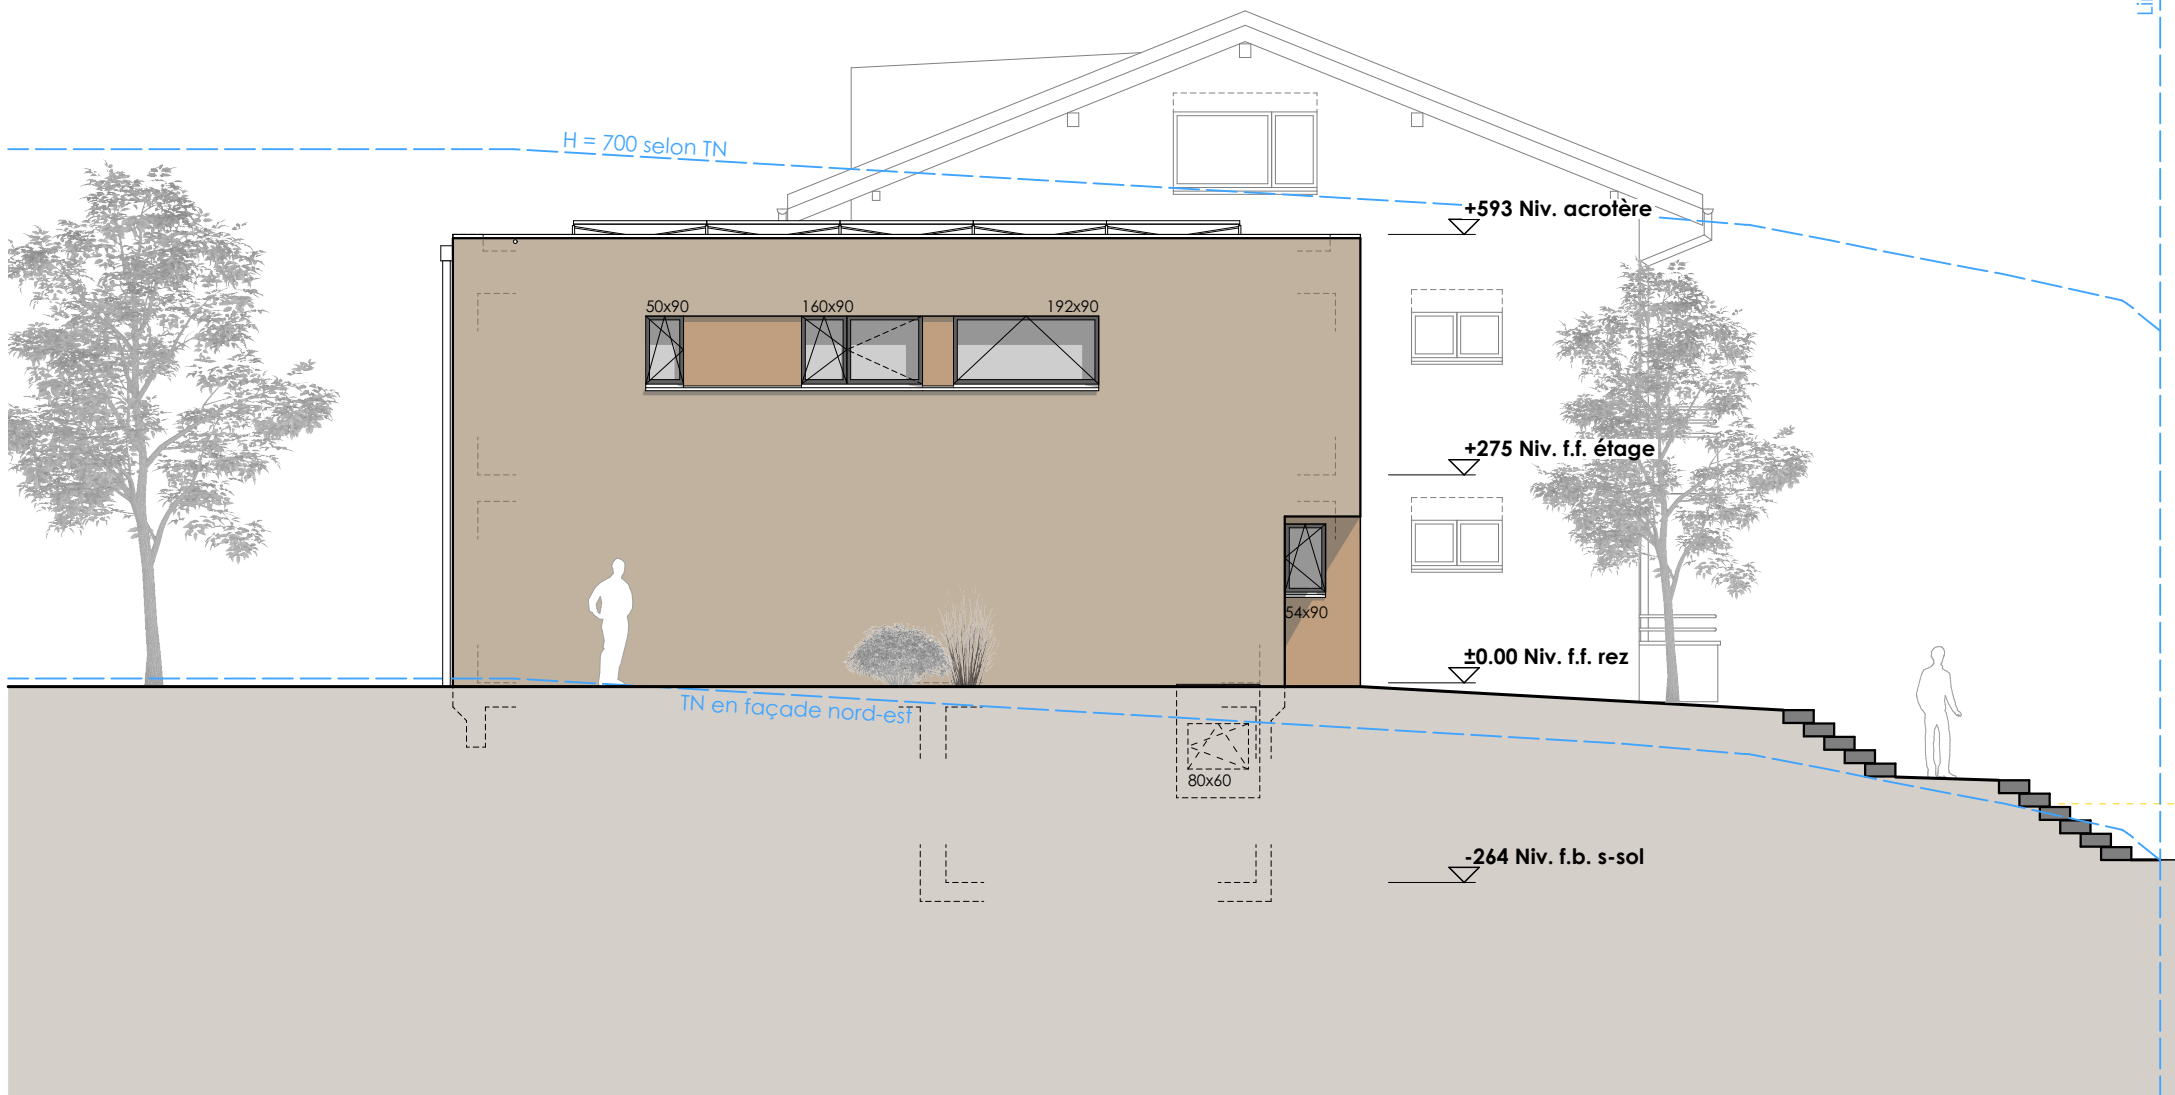 H = 700 selon TN
+593 Niv. acrotère
50x90
160x90
192x90
+275 Niv. f.f. étage
54x90
±0.00 Niv. f.f. rez
TN en façade nord-est
80x60
-264 Niv. f.b. s-sol